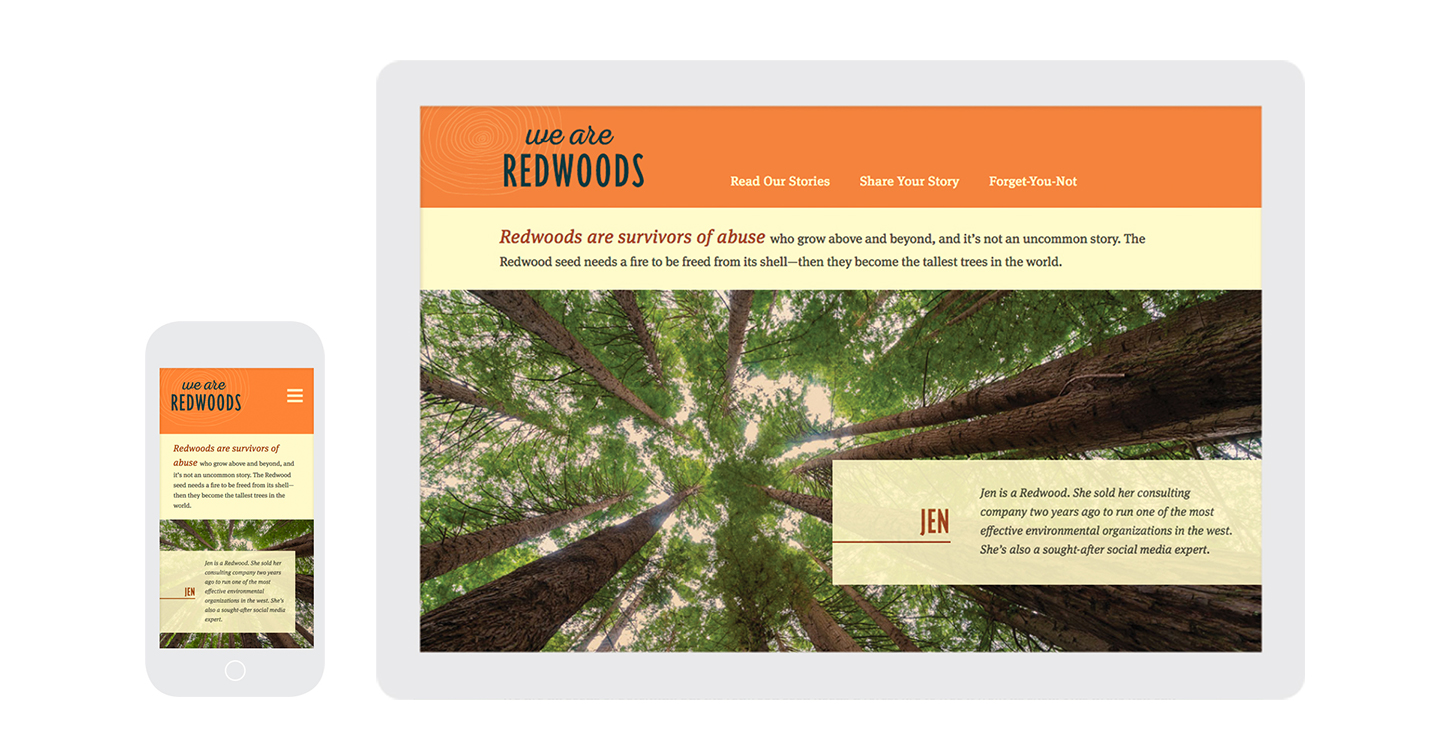 we are
REDWOODS
Redwoods are survivors of
abuse who grow above and beyond, and
it's not an uncommon story. The Redwood
seed needs a fire to be freed from its shell—
then they become the tallest trees in the
world.
JEN
Jen is a Redwood. She sold her
consulting company two years
ago to run one of the most
effective environmental
organizations in the west. She's
also a sought-after social media
expert.
we are
REDWOODS
Read Our Stories Share Your Story Forget-You-Not
Redwoods are survivors of abuse who grow above and beyond, and it's not an uncommon story. The
Redwood seed needs a fire to be freed from its shell—then they become the tallest trees in the world.
JEN
Jen is a Redwood. She sold her consulting
company two years ago to run one of the most
effective environmental organizations in the west.
She's also a sought-after social media expert.